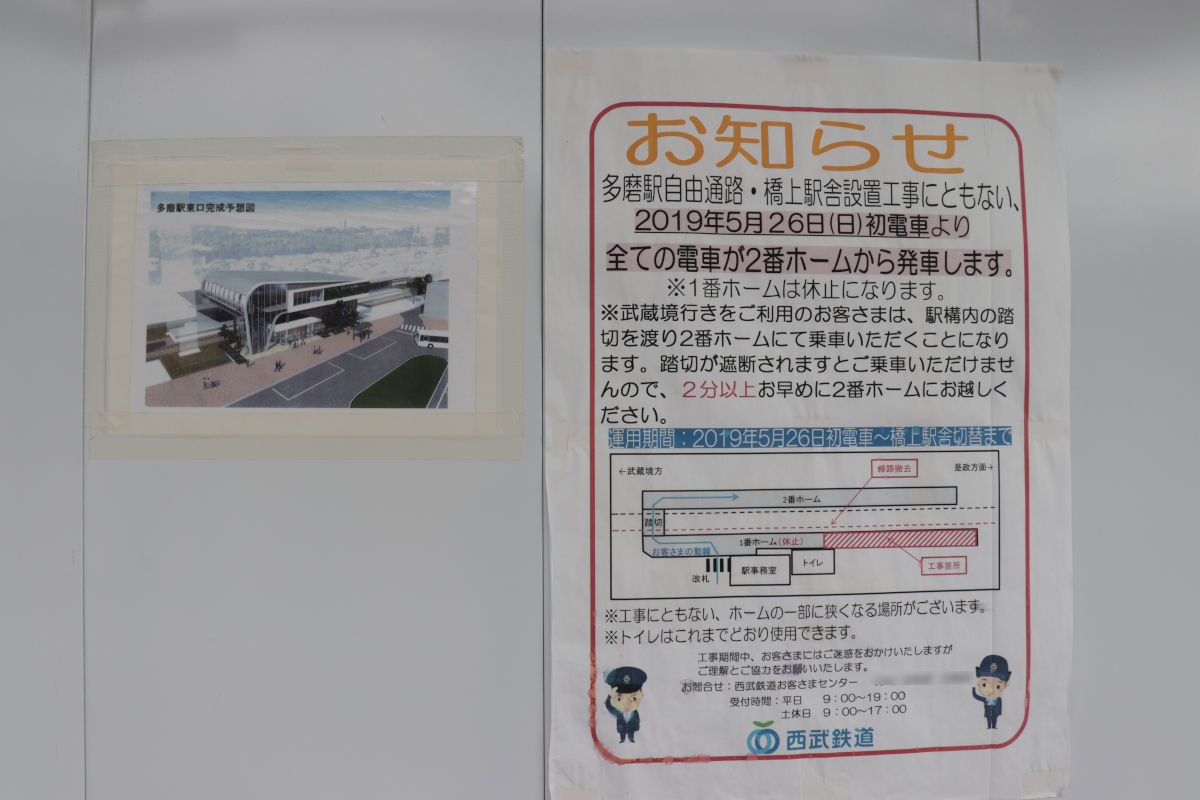 多磨駅東口完成予想図
お知らせ
多磨駅自由通路・橋上駅舎設置工事にともない、
2019年5月26日(日)初電車より
全ての電車が2番ホームから発車します。
※1番ホームは休止になります。
※武蔵境行きをご利用のお客さまは、駅構内の踏
切を渡り2番ホームにて乗車いただくことになり
ます。踏切が遮断されますとご乗車いただけませ
んので、2分以上お早めに2番ホームにお越しく
ださい。
運用期間：2019年5月26日初電車～橋上駅舎切替まで
←武蔵境方
線路撤去
是政方面→
2番ホーム
踏切
1番ホーム(休止)
お客さまの動線
改札
駅事務室
トイレ
工事箇所
※工事にともない、ホームの一部に狭くなる場所がございます。
※トイレはこれまでどおり使用できます。
工事期間中、お客さまにはご迷惑をおかけいたしますが
ご理解とご協力をお願いいたします。
お問合せ：西武鉄道お客さまセンター
受付時間：平日 9：00～19：00
土休日 9：00～17：00
西武鉄道